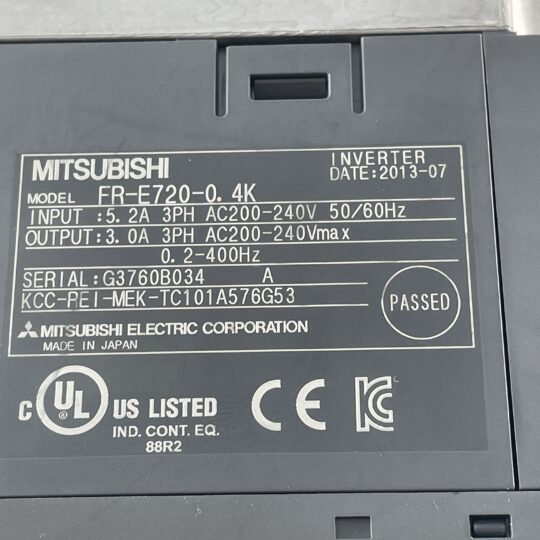 INVERTER
MITSUBISHI DATE:2013-07
MODEL FR-E720-0.4K
INPUT :5.2A 3PH AC200-240V 50/60Hz
OUTPUT:3.0A 3PH AC200-240Vmax
0.2-400Hz
SERIAL:G3760B034 A
KCC-PEI-MEK-TC101A576G53
PASSED
MITSUBISHI ELECTRIC CORPORATION
MADE IN JAPAN
C UL US LISTED CE KC
IND. CONT. EQ.
88R2